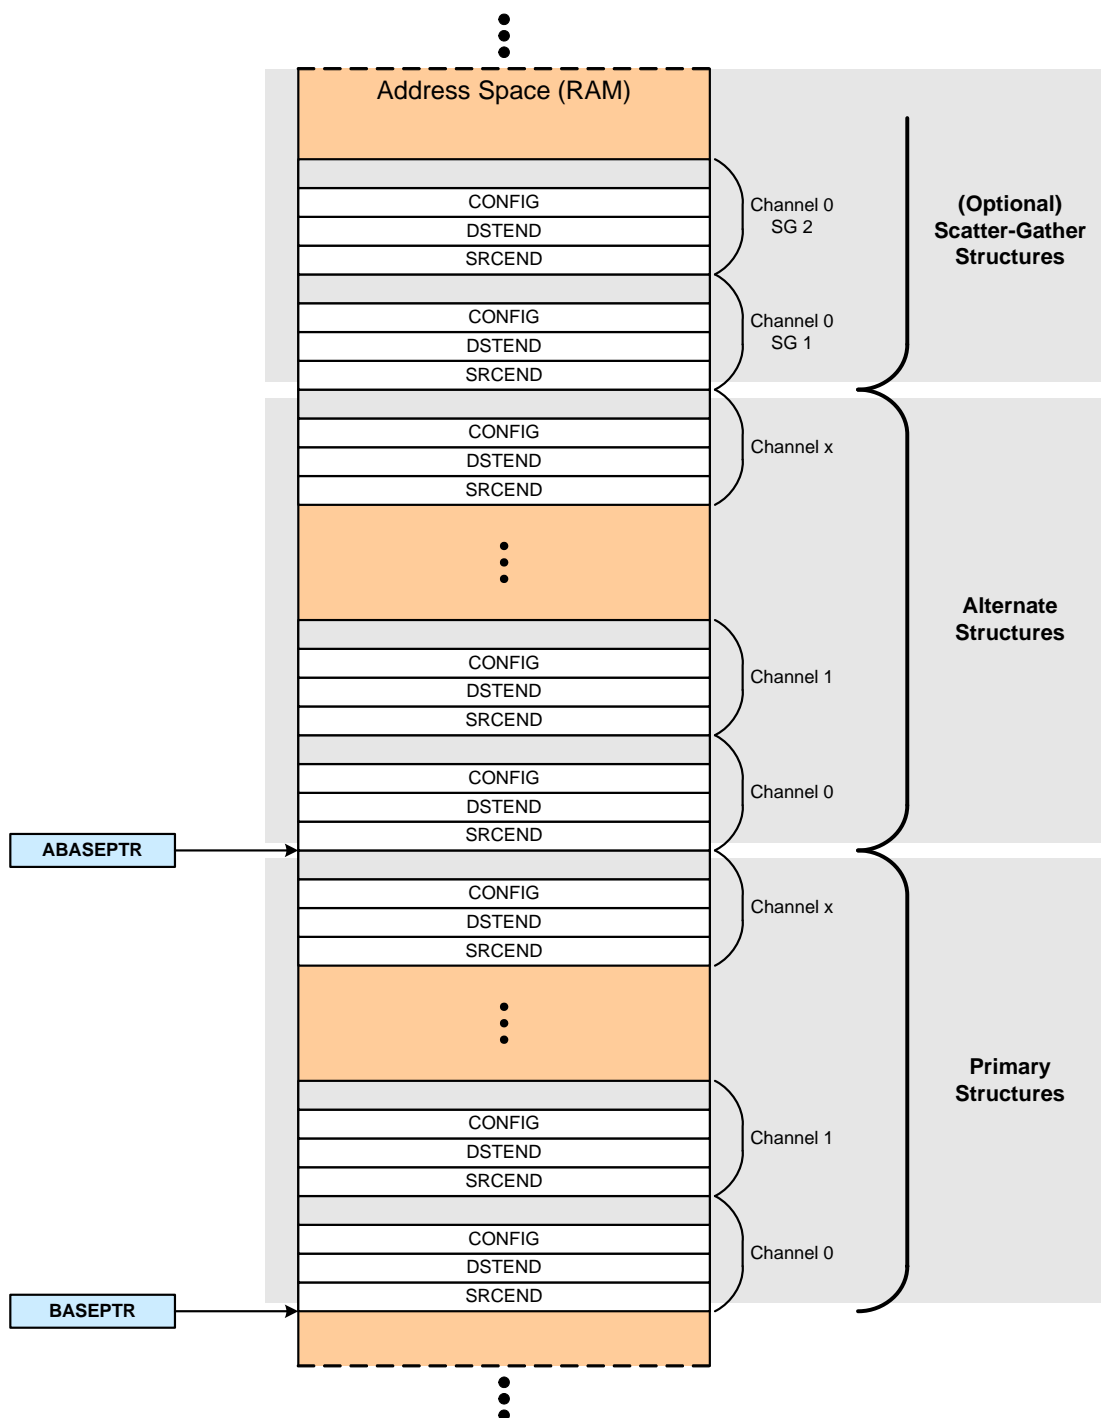 Address Space (RAM)
CONFIG
DSTEND
SRCEND
Channel 0
SG 2
(Optional)
Scatter-Gather
Structures
CONFIG
DSTEND
SRCEND
Channel 0
SG 1
CONFIG
DSTEND
SRCEND
Channel x
Alternate
Structures
CONFIG
DSTEND
SRCEND
Channel 1
CONFIG
DSTEND
SRCEND
Channel 0
ABASEPTR
CONFIG
DSTEND
SRCEND
Channel x
Primary
Structures
CONFIG
DSTEND
SRCEND
Channel 1
CONFIG
DSTEND
SRCEND
Channel 0
BASEPTR